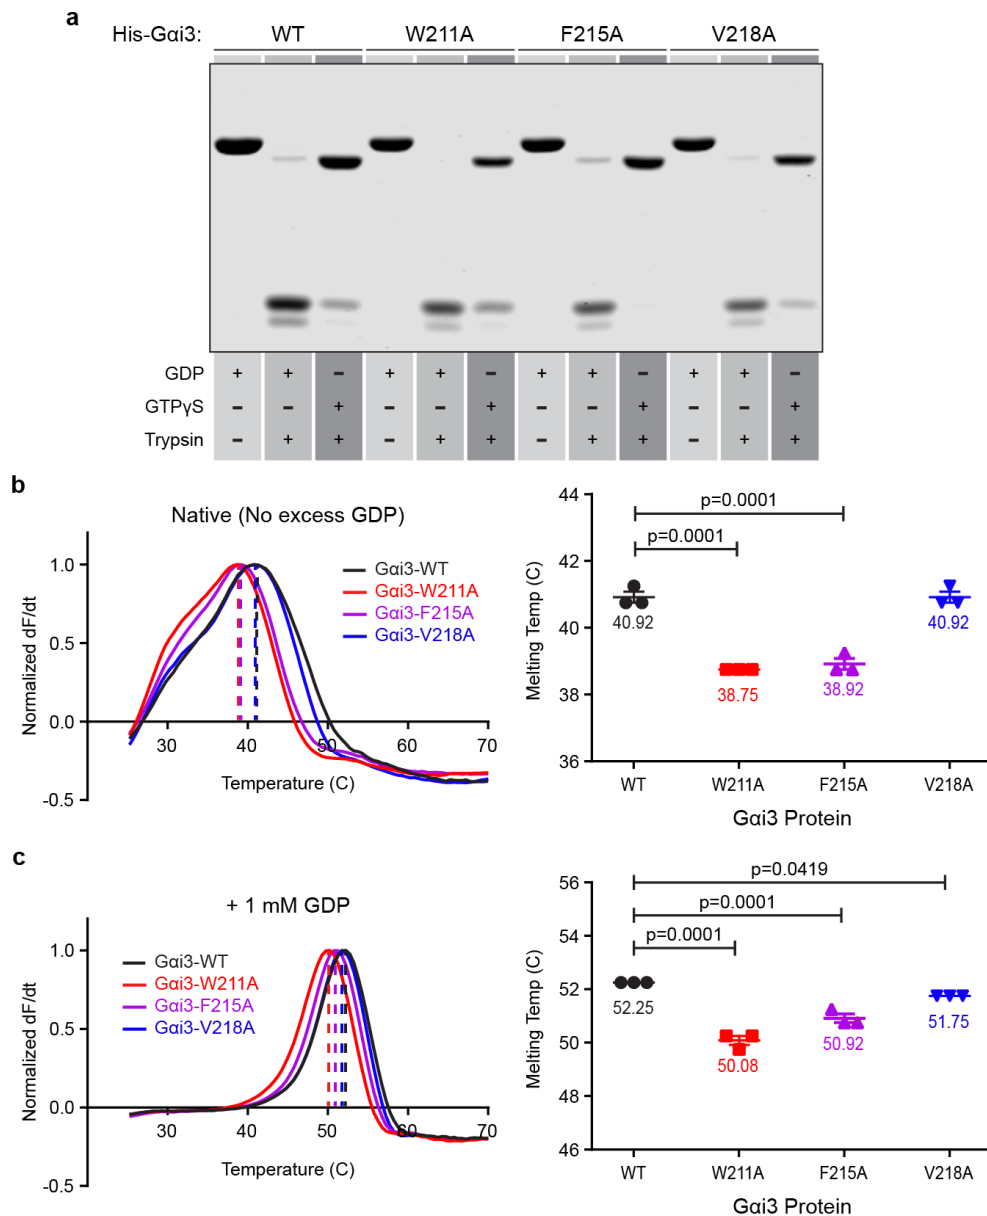 a
His-Gαi3: WT W211A F215A V218A
GDP + + - + + - + + - + + -
GTPγS - - + - - + - - + - - +
Trypsin - + + - + + - + + - + +
b
Native (No excess GDP)
Normalized dF/dt
1.0
0.5
0.0
-0.5
30 40 50 60 70
Temperature (C)
Gαi3-WT
Gαi3-W211A
Gαi3-F215A
Gαi3-V218A
Melting Temp (C)
44
42
40
38
36
p=0.0001
p=0.0001
40.92
38.75
38.92
40.92
WT W211A F215A V218A
Gαi3 Protein
c
+ 1 mM GDP
Normalized dF/dt
1.0
0.5
0.0
-0.5
30 40 50 60 70
Temperature (C)
Gαi3-WT
Gαi3-W211A
Gαi3-F215A
Gαi3-V218A
Melting Temp (C)
56
54
52
50
48
46
p=0.0419
p=0.0001
p=0.0001
52.25
50.08
50.92
51.75
WT W211A F215A V218A
Gαi3 Protein